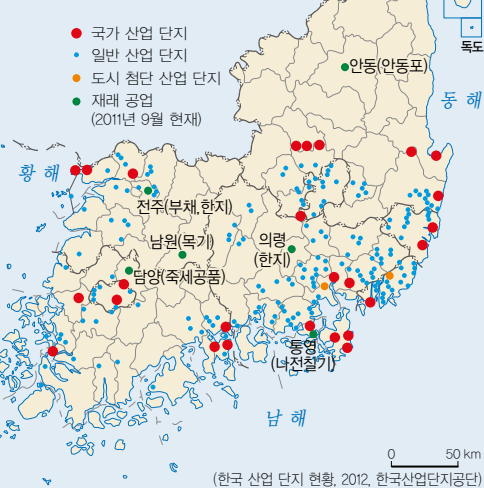 국가 산업 단지
일반 산업 단지
도시 첨단 산업 단지
재래 공업
(2011년 9월 현재)
독도
안동(안동포)
동해
황해
전주(부채,한지)
남원(목기)
의령
(한지)
담양(죽세공품)
통영
(나전칠기)
남해
0 50 km
(한국 산업 단지 현황, 2012, 한국산업단지공단)